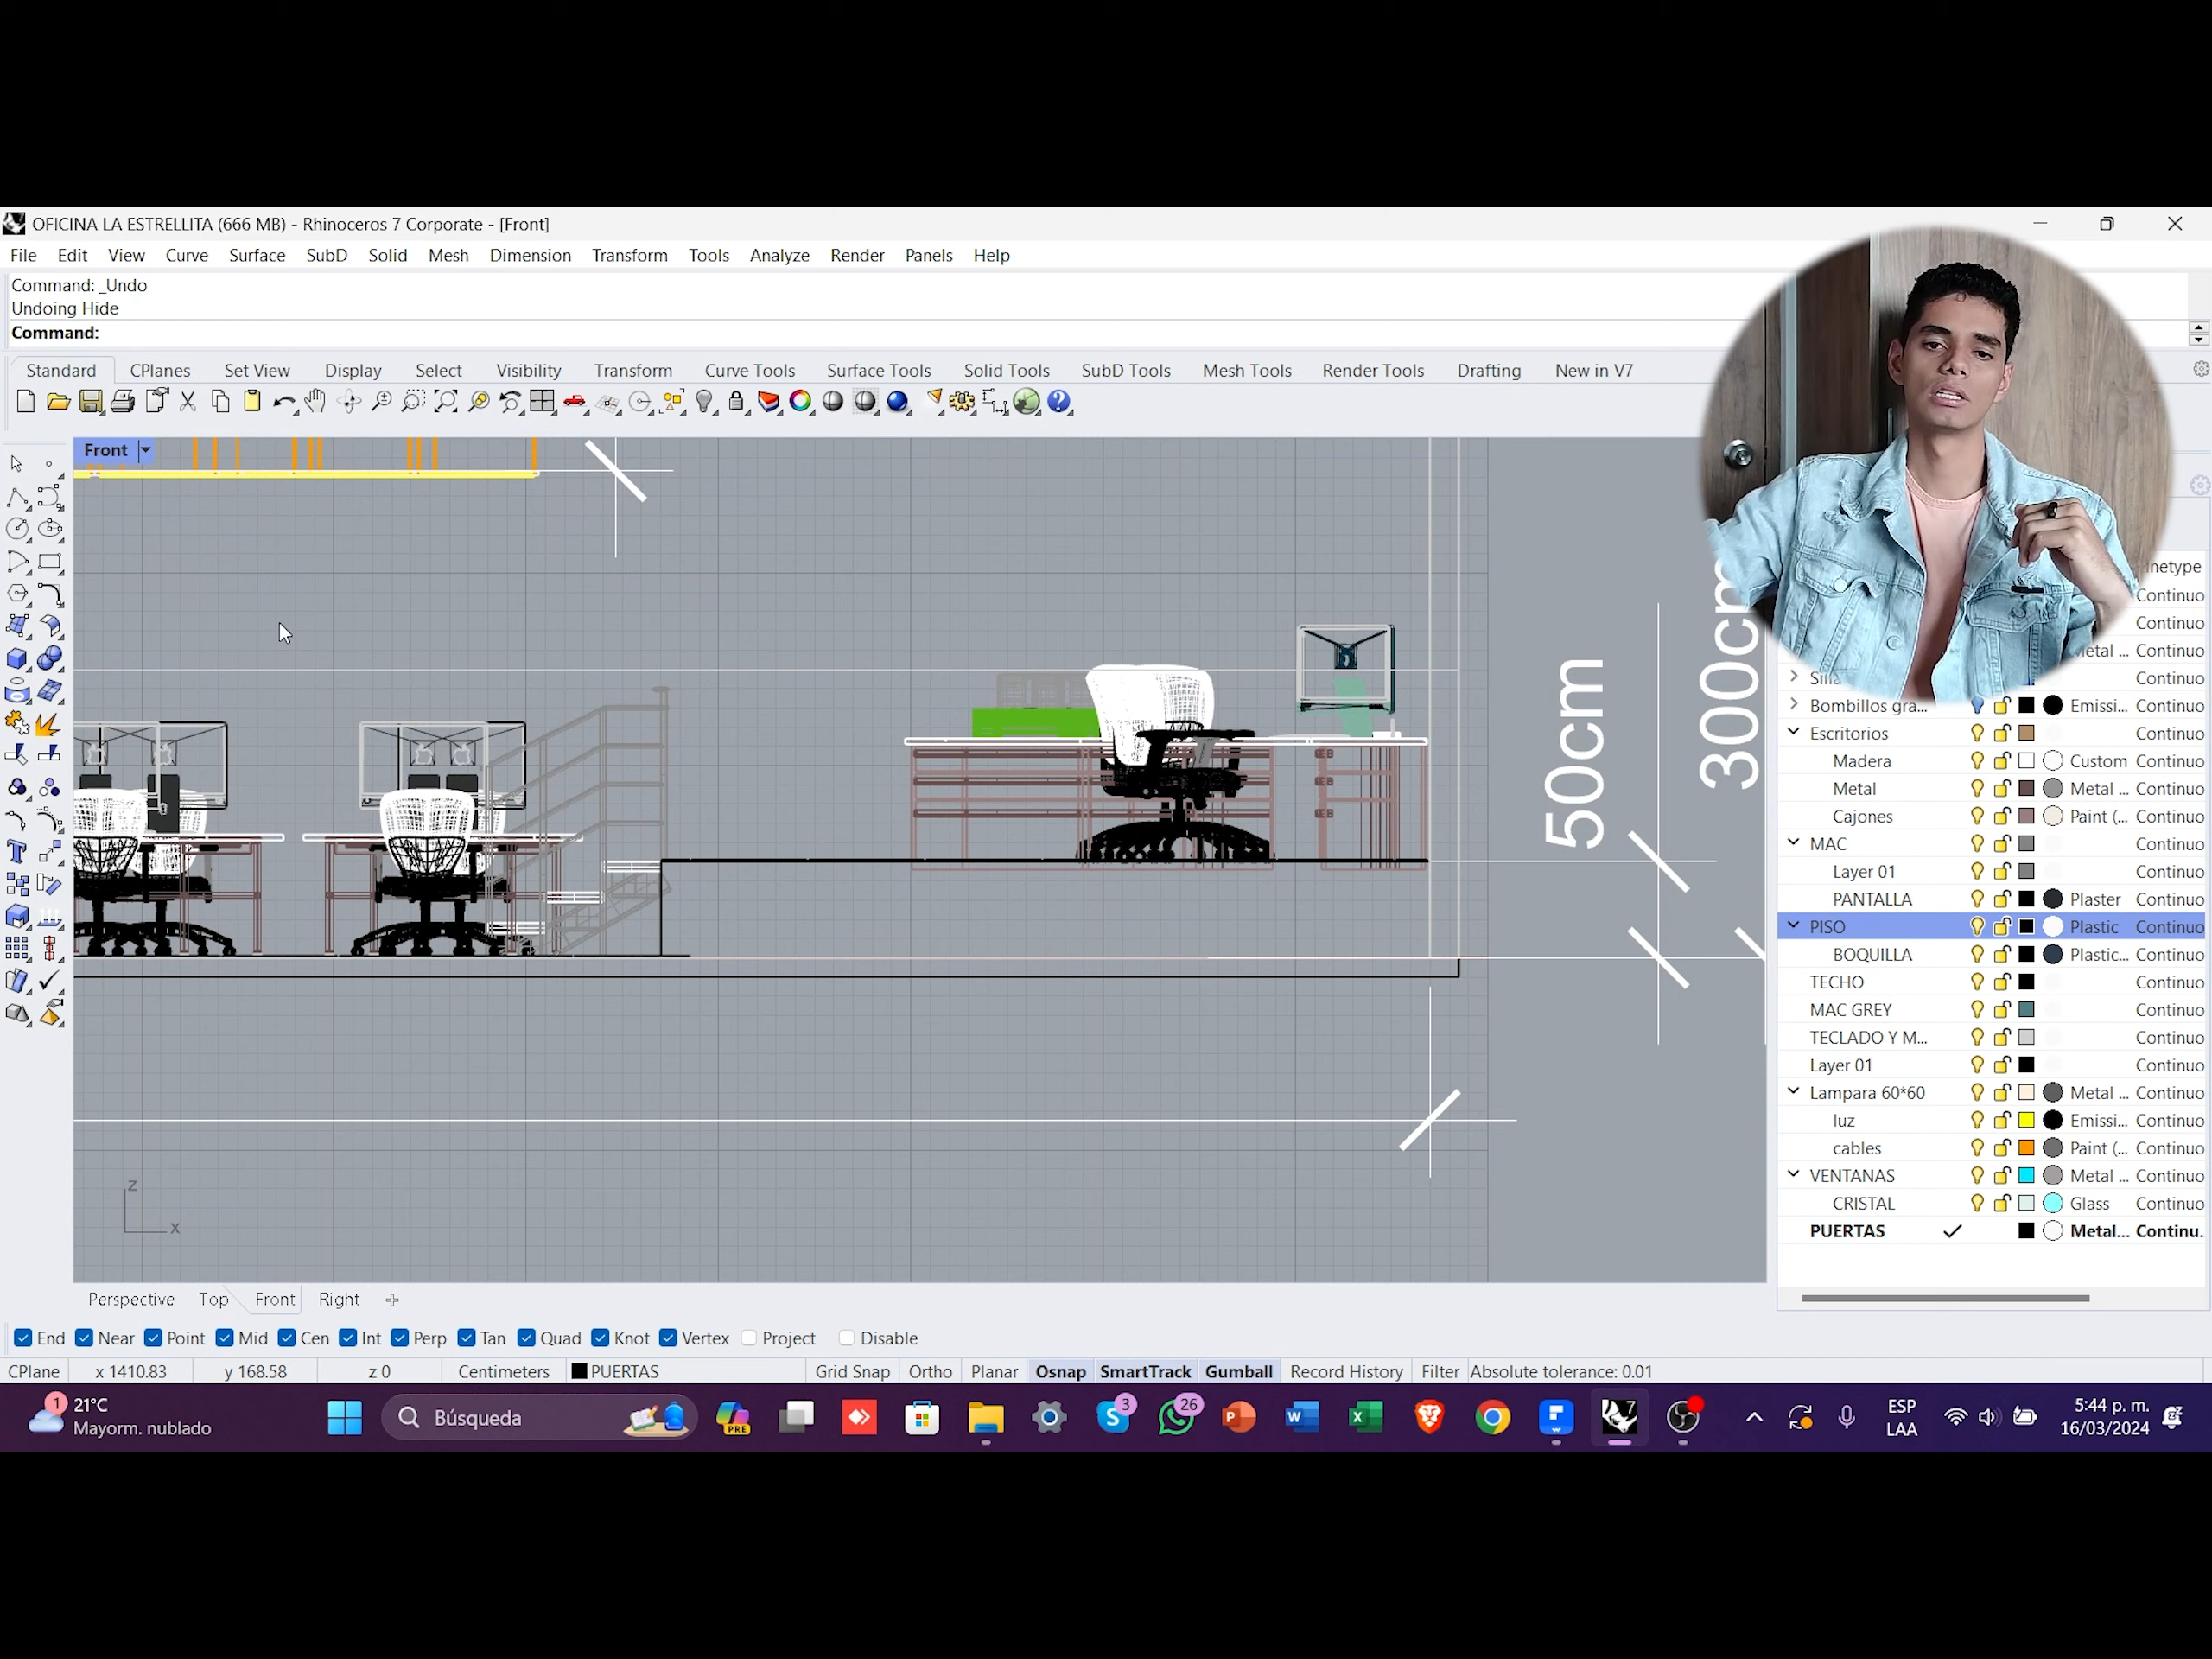 OFICINA LA ESTRELLITA (666 MB) - Rhinoceros 7 Corporate - [Front]
File Edit View Curve Surface SubD Solid Mesh Dimension Transform Tools Analyze Render Panels Help
Command: _Undo
Undoing Hide
Command:
Standard CPlanes Set View Display Select Visibility Transform Curve Tools Surface Tools Solid Tools SubD Tools Mesh Tools Render Tools Drafting New in V7
Front
50cm
300cm
z
x
netype
Continuo
Continuo
etal ... Continuo
Continuo
Bombillos gra... Emissi... Continuo
Escritorios Continuo
Madera Custom Continuo
Metal Metal ... Continuo
Cajones Paint (... Continuo
MAC Continuo
Layer 01 Continuo
PANTALLA Plaster Continuo
PISO Plastic Continuo
BOQUILLA Plastic... Continuo
TECHO Continuo
MAC GREY Continuo
TECLADO Y M... Continuo
Layer 01 Continuo
Lampara 60*60 Metal ... Continuo
luz Emissi... Continuo
cables Paint (... Continuo
VENTANAS Metal ... Continuo
CRISTAL Glass Continuo
PUERTAS Metal... Continu...
Perspective Top Front Right
End Near Point Mid Cen Int Perp Tan Quad Knot Vertex Project Disable
CPlane x 1410.83 y 168.58 z 0 Centimeters PUERTAS Grid Snap Ortho Planar Osnap SmartTrack Gumball Record History Filter Absolute tolerance: 0.01
1 21°C
Mayorm. nublado
Búsqueda
PRE
3
26
7
ESP
LAA
5:44 p. m.
16/03/2024